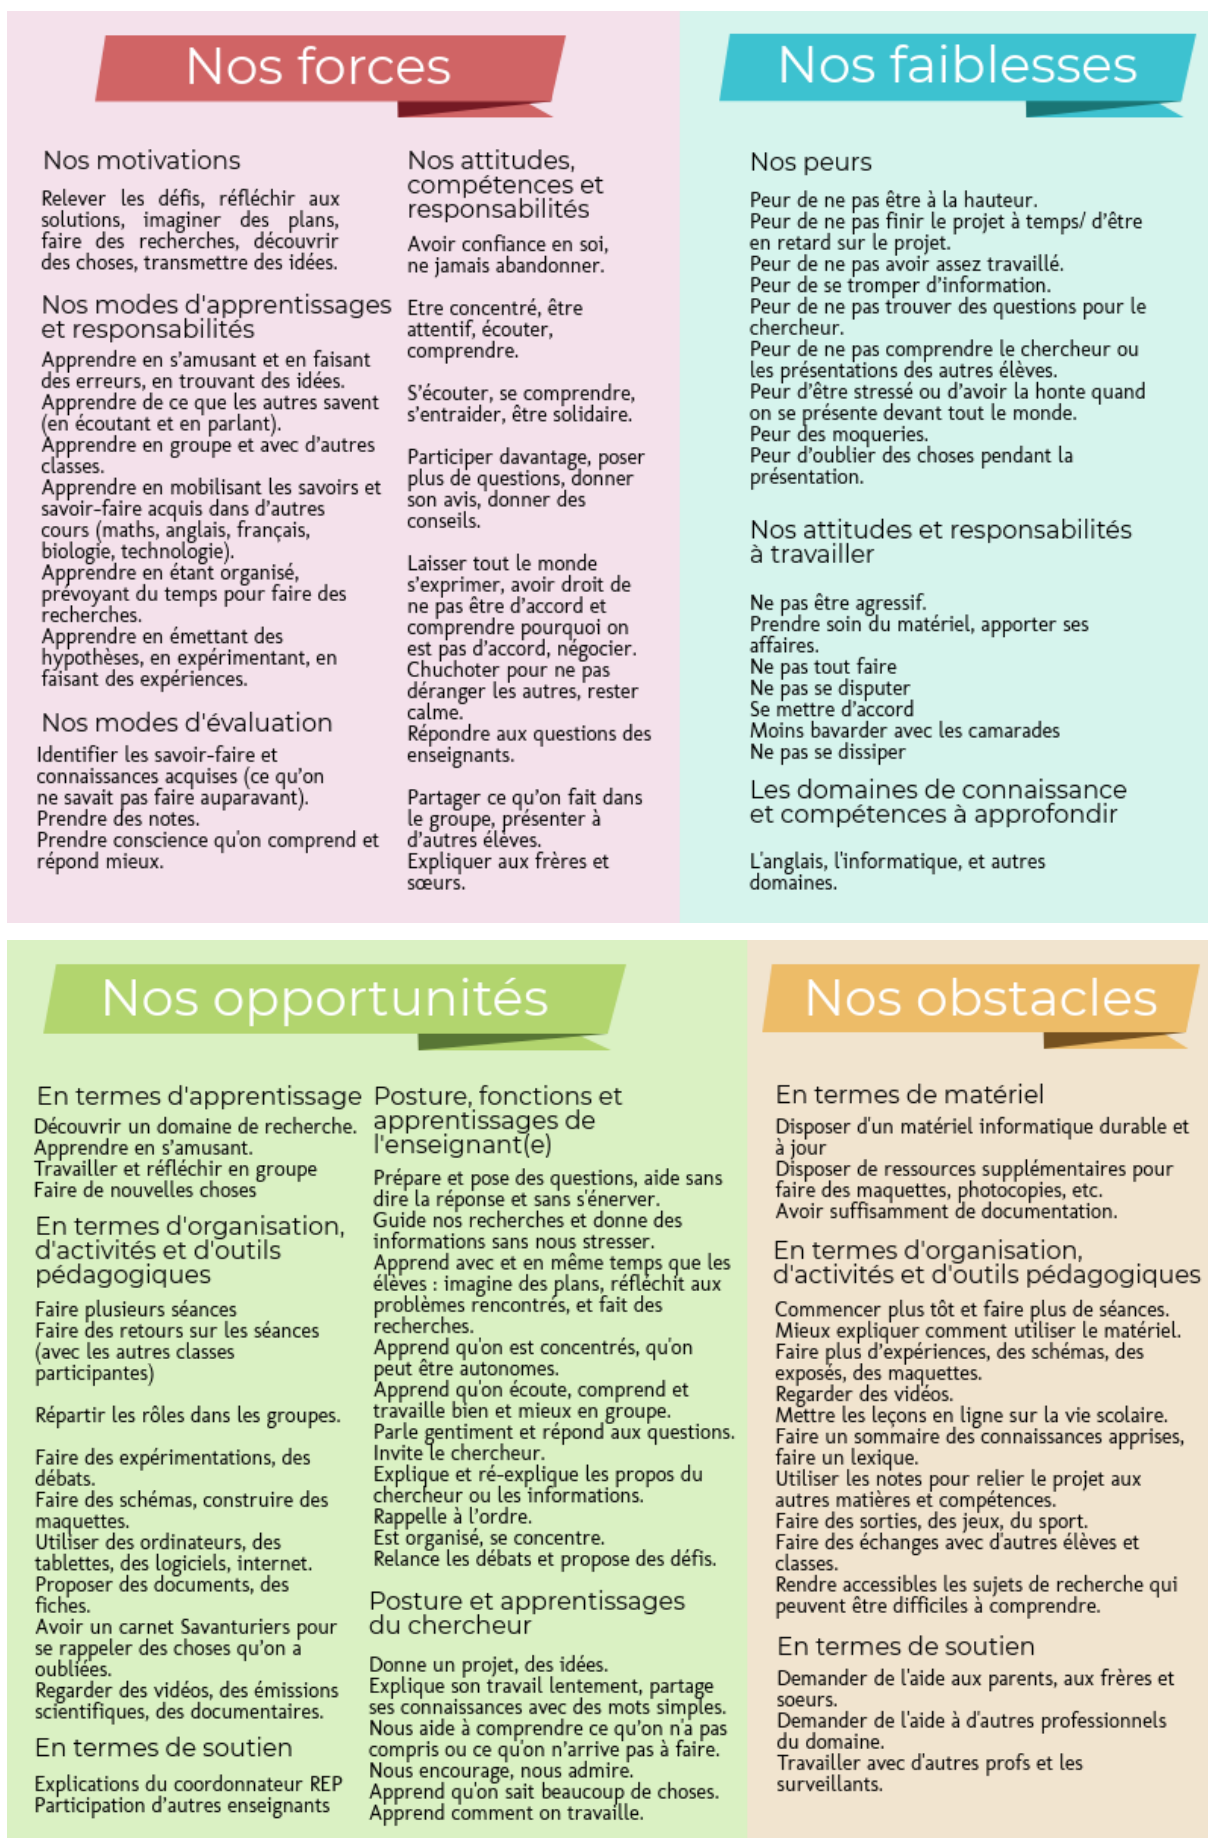 Nos forces
Nos motivations
Relever les défis, réfléchir aux
solutions, imaginer des plans,
faire des recherches, découvrir
des choses, transmettre des idées.
Nos modes d'apprentissages
et responsabilités
Apprendre en s’amusant et en faisant
des erreurs, en trouvant des idées.
Apprendre de ce que les autres savent
(en écoutant et en parlant).
Apprendre en groupe et avec d’autres
classes.
Apprendre en mobilisant les savoirs et
savoir-faire acquis dans d’autres
cours (maths, anglais, français,
biologie, technologie).
Apprendre en étant organisé,
prévoyant du temps pour faire des
recherches.
Apprendre en émettant des
hypothèses, en expérimentant, en
faisant des expériences.
Nos modes d'évaluation
Identifier les savoir-faire et
connaissances acquises (ce qu’on
ne savait pas faire auparavant).
Prendre des notes.
Prendre conscience qu'on comprend et
répond mieux.
Nos attitudes,
compétences et
responsabilités
Avoir confiance en soi,
ne jamais abandonner.
Etre concentré, être
attentif, écouter,
comprendre.
S’écouter, se comprendre,
s’entraider, être solidaire.
Participer davantage, poser
plus de questions, donner
son avis, donner des
conseils.
Laisser tout le monde
s’exprimer, avoir droit de
ne pas être d’accord et
comprendre pourquoi on
est pas d’accord, négocier.
Chuchoter pour ne pas
déranger les autres, rester
calme.
Répondre aux questions des
enseignants.
Partager ce qu’on fait dans
le groupe, présenter à
d’autres élèves.
Expliquer aux frères et
sœurs.
Nos faiblesses
Nos peurs
Peur de ne pas être à la hauteur.
Peur de ne pas finir le projet à temps/ d’être
en retard sur le projet.
Peur de ne pas avoir assez travaillé.
Peur de se tromper d’information.
Peur de ne pas trouver des questions pour le
chercheur.
Peur de ne pas comprendre le chercheur ou
les présentations des autres élèves.
Peur d’être stressé ou d’avoir la honte quand
on se présente devant tout le monde.
Peur des moqueries.
Peur d’oublier des choses pendant la
présentation.
Nos attitudes et responsabilités
à travailler
Ne pas être agressif.
Prendre soin du matériel, apporter ses
affaires.
Ne pas tout faire
Ne pas se disputer
Se mettre d’accord
Moins bavarder avec les camarades
Ne pas se dissiper
Les domaines de connaissance
et compétences à approfondir
L'anglais, l'informatique, et autres
domaines.
Nos opportunités
En termes d'apprentissage
Découvrir un domaine de recherche.
Apprendre en s’amusant.
Travailler et réfléchir en groupe
Faire de nouvelles choses
En termes d'organisation,
d'activités et d'outils
pédagogiques
Faire plusieurs séances
Faire des retours sur les séances
(avec les autres classes
participantes)
Répartir les rôles dans les groupes.
Faire des expérimentations, des
débats.
Faire des schémas, construire des
maquettes.
Utiliser des ordinateurs, des
tablettes, des logiciels, internet.
Proposer des documents, des
fiches.
Avoir un carnet Savanturiers pour
se rappeler des choses qu’on a
oubliées.
Regarder des vidéos, des émissions
scientifiques, des documentaires.
En termes de soutien
Explications du coordonnateur REP
Participation d’autres enseignants
Posture, fonctions et
apprentissages de
l'enseignant(e)
Prépare et pose des questions, aide sans
dire la réponse et sans s'énerver.
Guide nos recherches et donne des
informations sans nous stresser.
Apprend avec et en même temps que les
élèves : imagine des plans, réfléchit aux
problèmes rencontrés, et fait des
recherches.
Apprend qu'on est concentrés, qu'on
peut être autonomes.
Apprend qu'on écoute, comprend et
travaille bien et mieux en groupe.
Parle gentiment et répond aux questions.
Invite le chercheur.
Explique et ré-explique les propos du
chercheur ou les informations.
Rappelle à l’ordre.
Est organisé, se concentre.
Relance les débats et propose des défis.
Posture et apprentissages
du chercheur
Donne un projet, des idées.
Explique son travail lentement, partage
ses connaissances avec des mots simples.
Nous aide à comprendre ce qu’on n'a pas
compris ou ce qu'on n’arrive pas à faire.
Nous encourage, nous admire.
Apprend qu'on sait beaucoup de choses.
Apprend comment on travaille.
Nos obstacles
En termes de matériel
Disposer d'un matériel informatique durable et
à jour
Disposer de ressources supplémentaires pour
faire des maquettes, photocopies, etc.
Avoir suffisamment de documentation.
En termes d'organisation,
d'activités et d'outils pédagogiques
Commencer plus tôt et faire plus de séances.
Mieux expliquer comment utiliser le matériel.
Faire plus d’expériences, des schémas, des
exposés, des maquettes.
Regarder des vidéos.
Mettre les leçons en ligne sur la vie scolaire.
Faire un sommaire des connaissances apprises,
faire un lexique.
Utiliser les notes pour relier le projet aux
autres matières et compétences.
Faire des sorties, des jeux, du sport.
Faire des échanges avec d'autres élèves et
classes.
Rendre accessibles les sujets de recherche qui
peuvent être difficiles à comprendre.
En termes de soutien
Demander de l'aide aux parents, aux frères et
soeurs.
Demander de l'aide à d'autres professionnels
du domaine.
Travailler avec d'autres profs et les
surveillants.